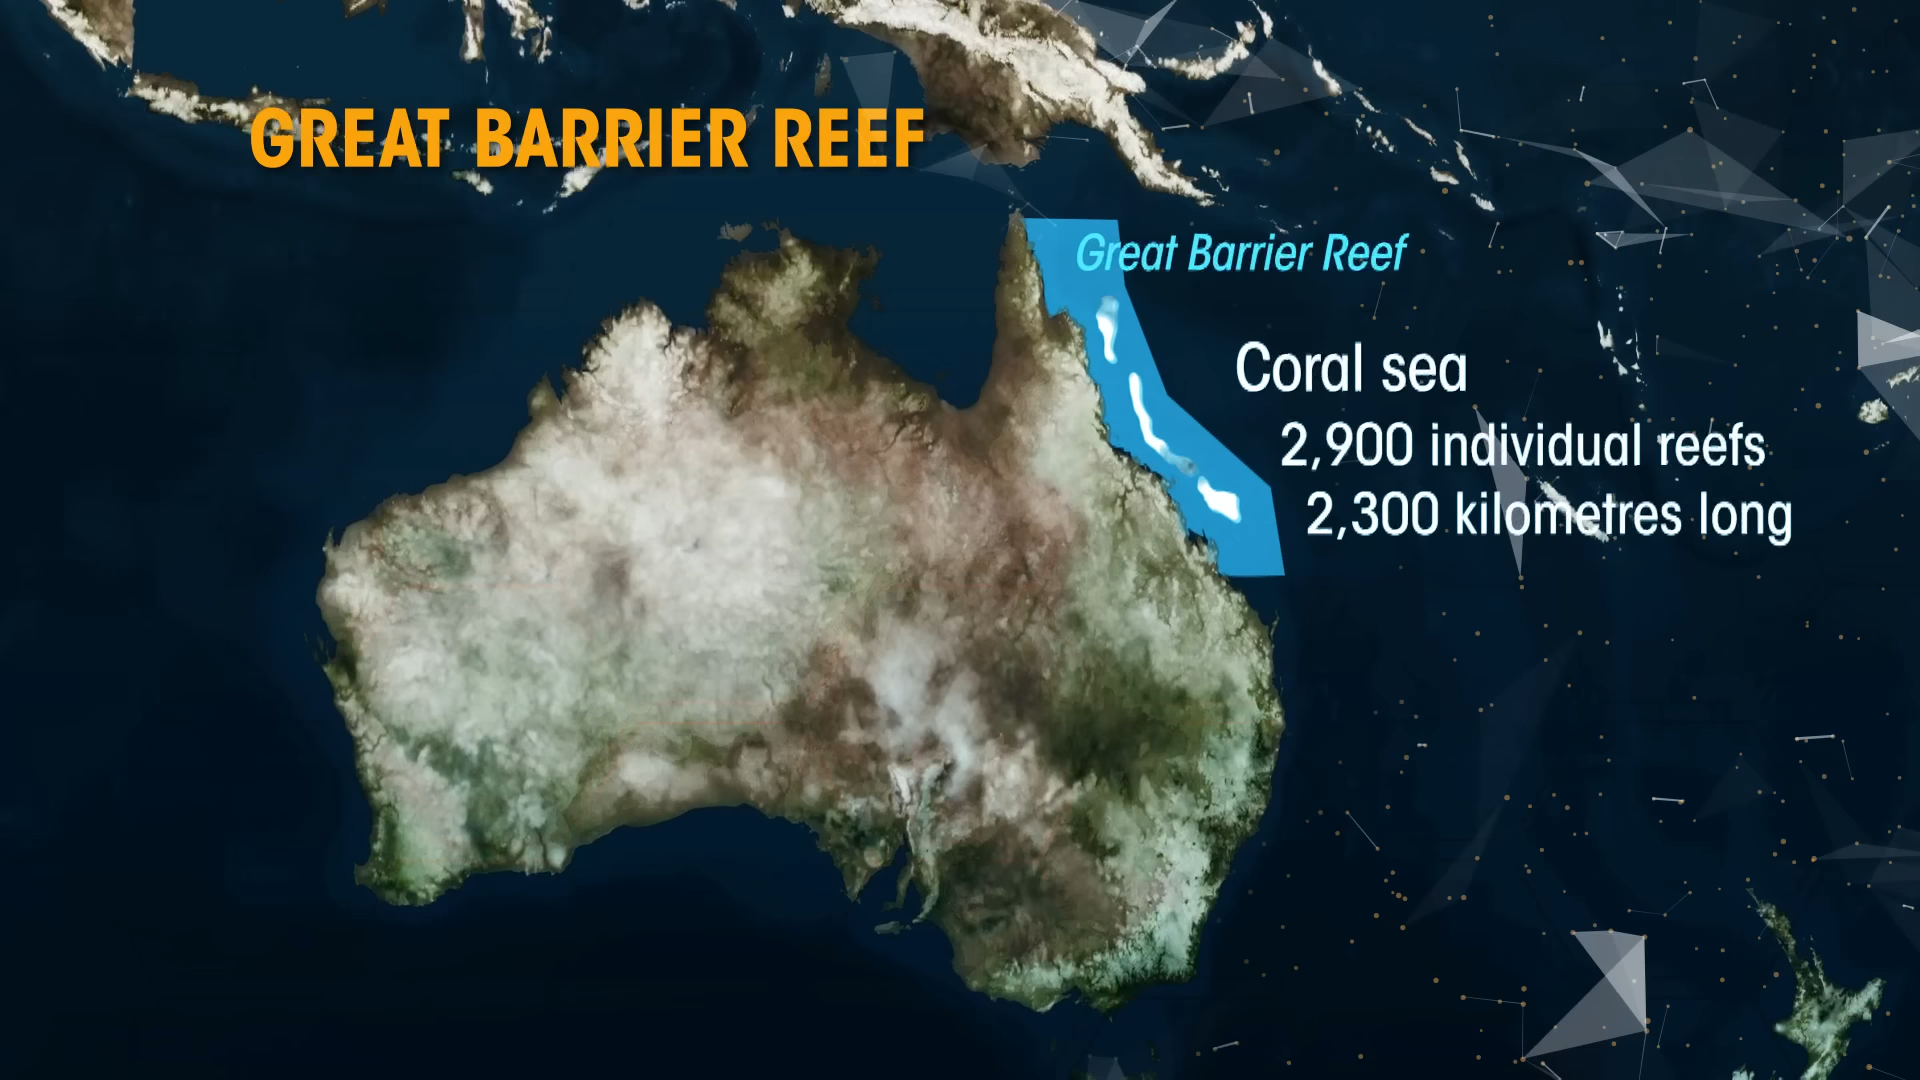 GREAT BARRIER REEF
Great Barrier Reef
Coral sea
2,900 individual reefs
2,300 kilometres long